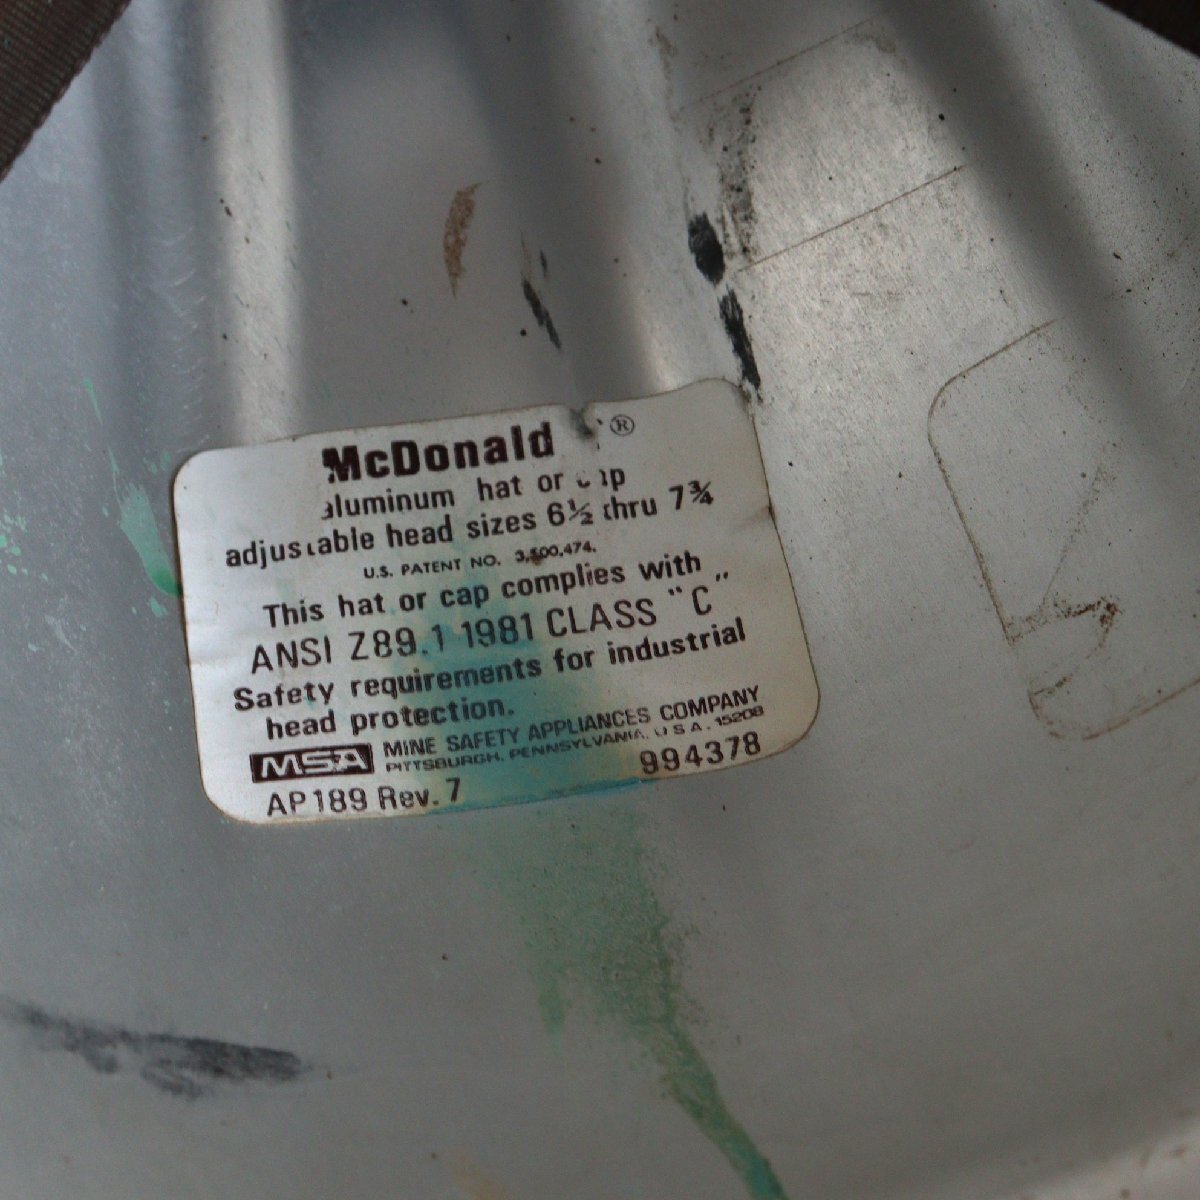 McDonald ®
aluminum hat or cap
adjustable head sizes 6½ thru 7¾
U.S. PATENT NO. 3,500,474.
This hat or cap complies with
ANSI Z89.1 1981 CLASS "C"
Safety requirements for industrial
head protection.
MSA MINE SAFETY APPLIANCES COMPANY
PITTSBURGH, PENNSYLVANIA, U S A . 15208
AP189 Rev. 7 994378